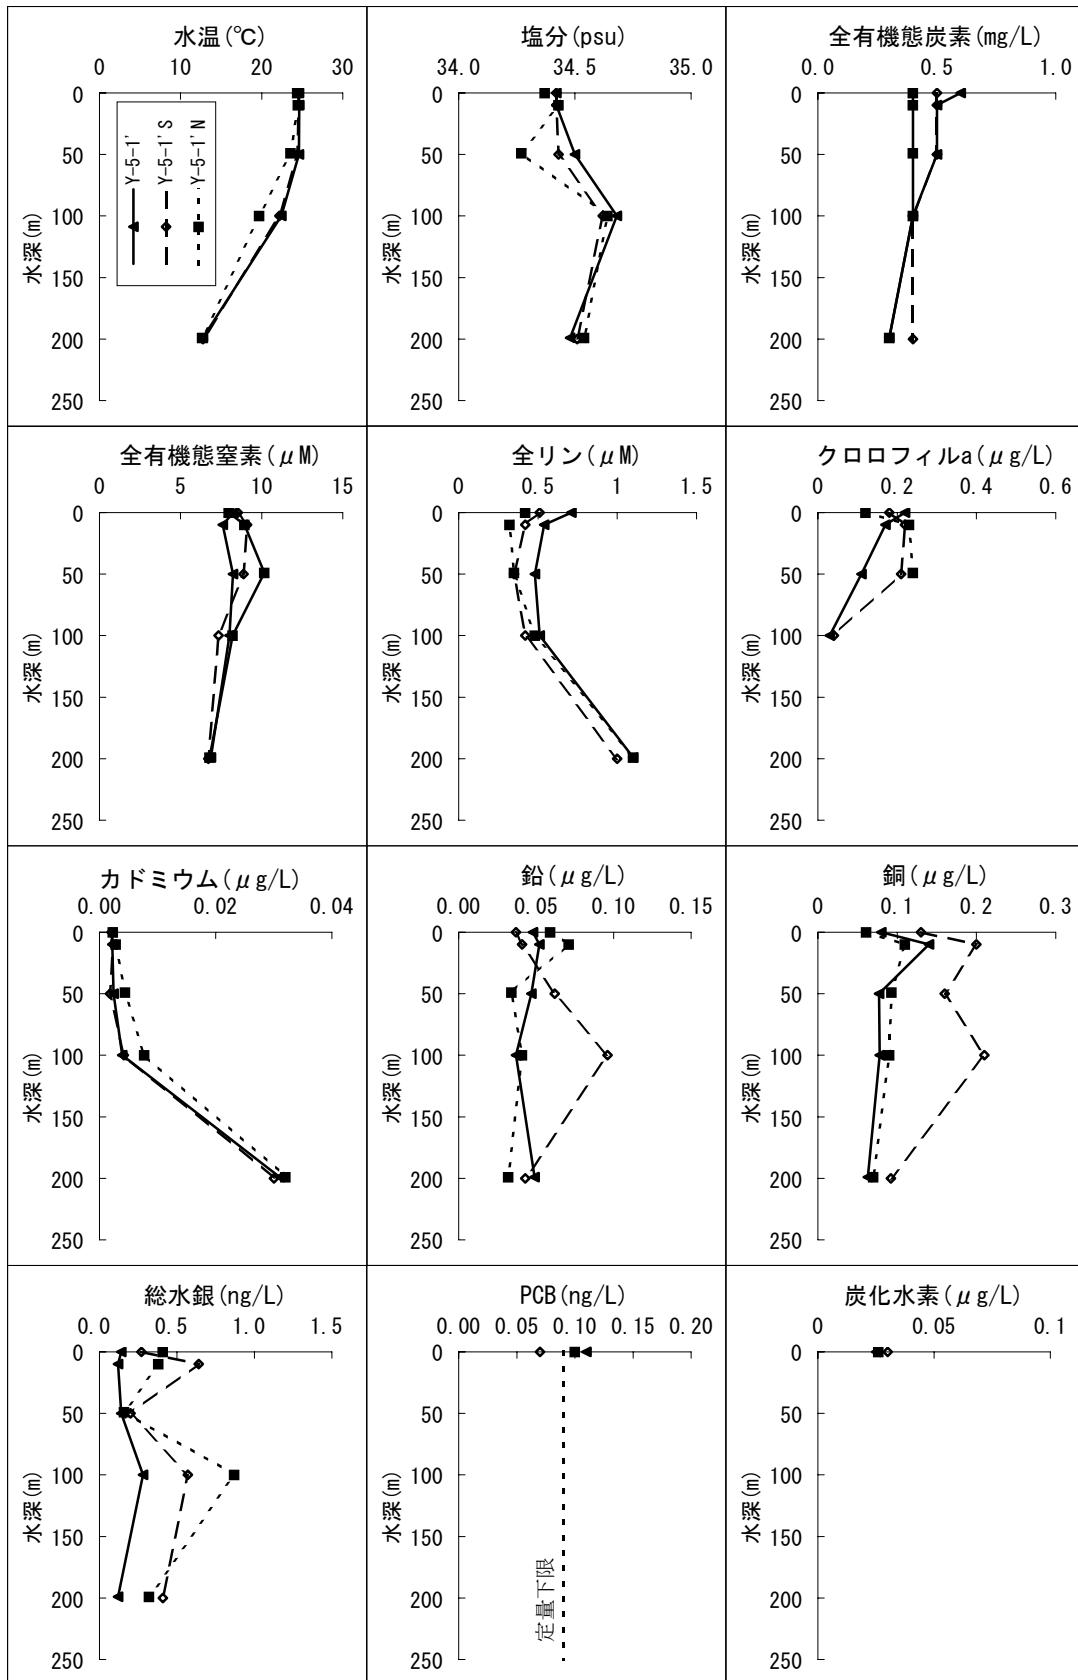 水温(℃)
0 10 20 30
0
50
100
150
200
250
水深(m)
Y-5-1'
Y-5-1' S
Y-5-1' N
塩分(psu)
34.0 34.5 35.0
全有機態炭素(mg/L)
0.0 0.5 1.0
全有機態窒素(μM)
0 5 10 15
0
50
100
150
200
250
水深(m)
全リン(μM)
0 0.5 1 1.5
0
50
100
150
200
250
水深(m)
クロロフィルa(μg/L)
0 0.2 0.4 0.6
0
50
100
150
200
250
水深(m)
カドミウム(μg/L)
0.00 0.02 0.04
0
50
100
150
200
250
水深(m)
鉛(μg/L)
0.00 0.05 0.10 0.15
0
50
100
150
200
250
水深(m)
銅(μg/L)
0 0.1 0.2 0.3
0
50
100
150
200
250
水深(m)
総水銀(ng/L)
0.0 0.5 1.0 1.5
0
50
100
150
200
250
水深(m)
PCB(ng/L)
0.00 0.05 0.10 0.15 0.20
0
50
100
150
200
250
水深(m)
定量下限
炭化水素(μg/L)
0 0.05 0.1
0
50
100
150
200
250
水深(m)
0
50
100
150
200
250
水深(m)
0
50
100
150
200
250
水深(m)